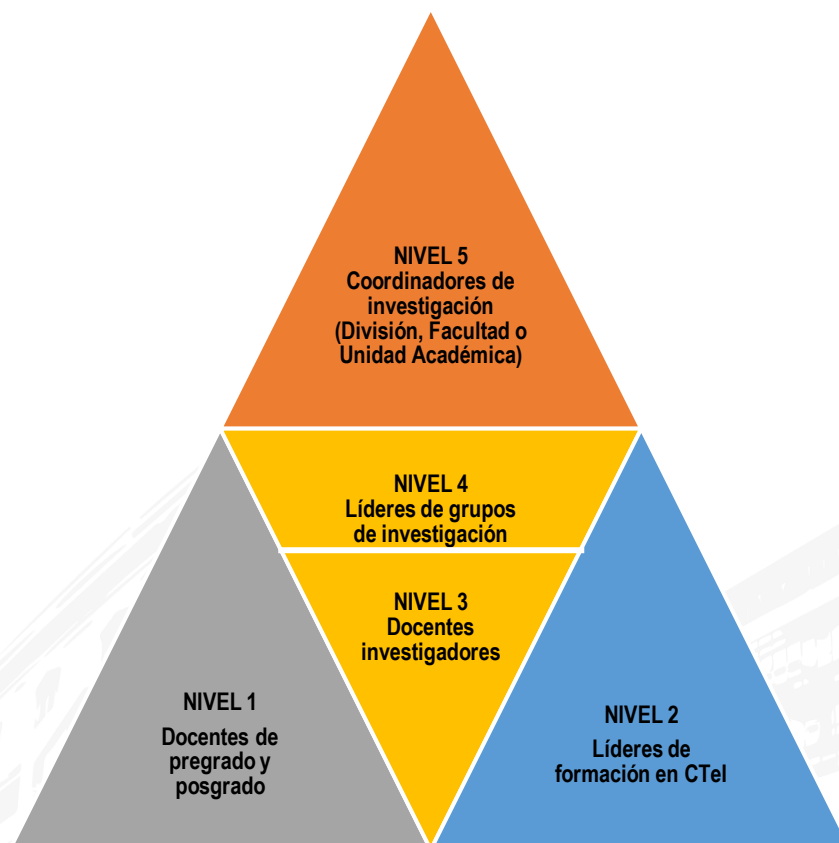 NIVEL 5
Coordinadores de
investigación
(División, Facultad o
Unidad Académica)
NIVEL 4
Líderes de grupos
de investigación
NIVEL 3
Docentes
investigadores
NIVEL 1
Docentes de
pregrado y
posgrado
NIVEL 2
Líderes de
formación en CTel